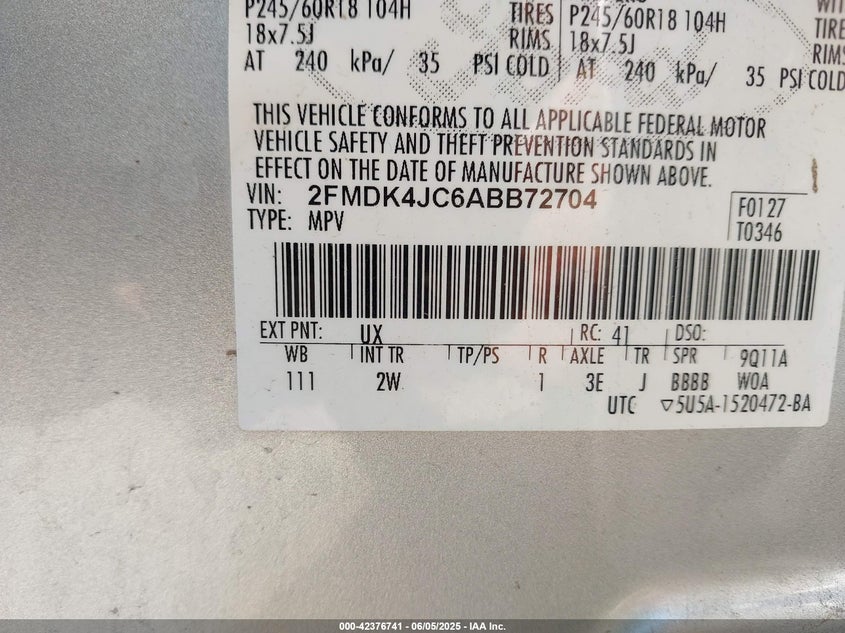 WIT
P245/60R18 104H TIRES P245/60R18 104H TIRE
18x7.5J RIMS 18x7.5J RIMS
AT 240 kPa/ 35 PSI COLD AT 240 kPa/ 35 PSI COLD
THIS VEHICLE CONFORMS TO ALL APPLICABLE FEDERAL MOTOR
VEHICLE SAFETY AND THEFT PREVENTION STANDARDS IN
EFFECT ON THE DATE OF MANUFACTURE SHOWN ABOVE.
VIN: 2FMDK4JC6ABB72704 F0127
TYPE: MPV T0346
EXT PNT: UX RC: 41 DSO:
WB INT TR TP/PS R AXLE TR SPR 9Q11A
111 2W 1 3E J BBBB WOA
UTC ▽5U5A-1520472-BA
000-42376741 - 06/05/2025 - IAA Inc.